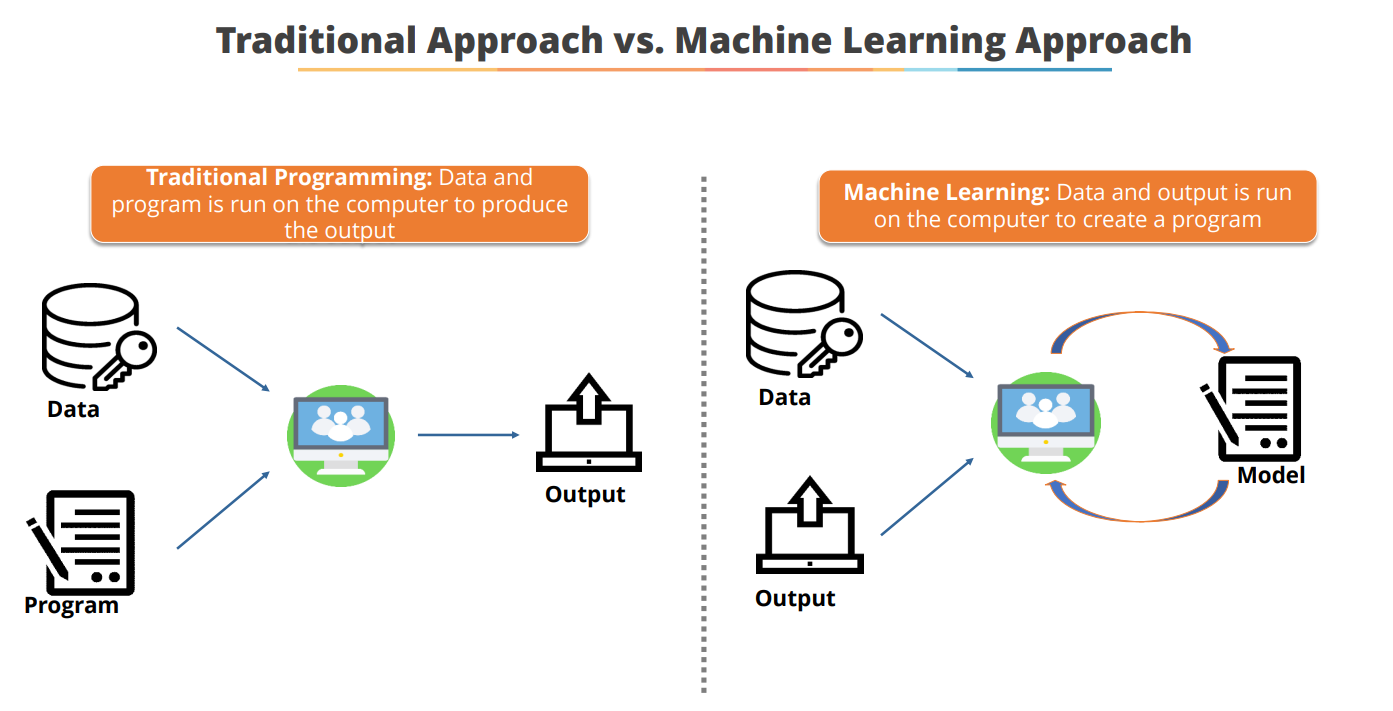 Traditional Approach vs. Machine Learning Approach
Traditional Programming: Data and
program is run on the computer to produce
the output
Data
Program
Output
Machine Learning: Data and output is run
on the computer to create a program
Data
Output
Model